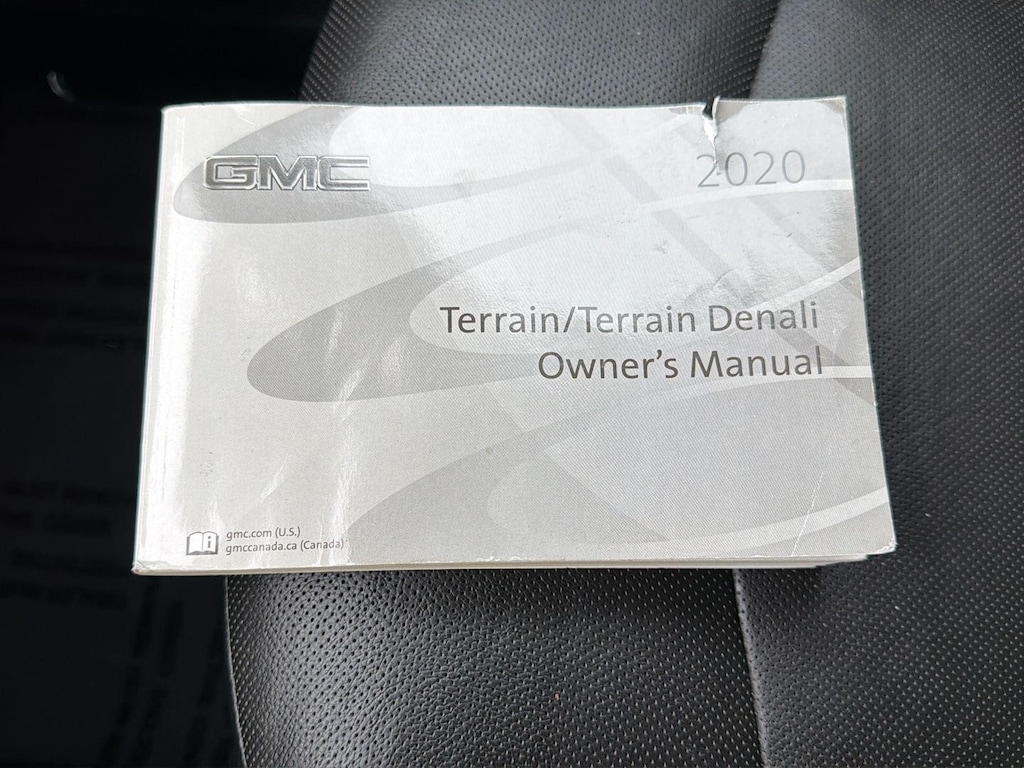 GMC
2020
Terrain/Terrain Denali
Owner's Manual
gmc.com (U.S.)
gmccanada.ca (Canada)